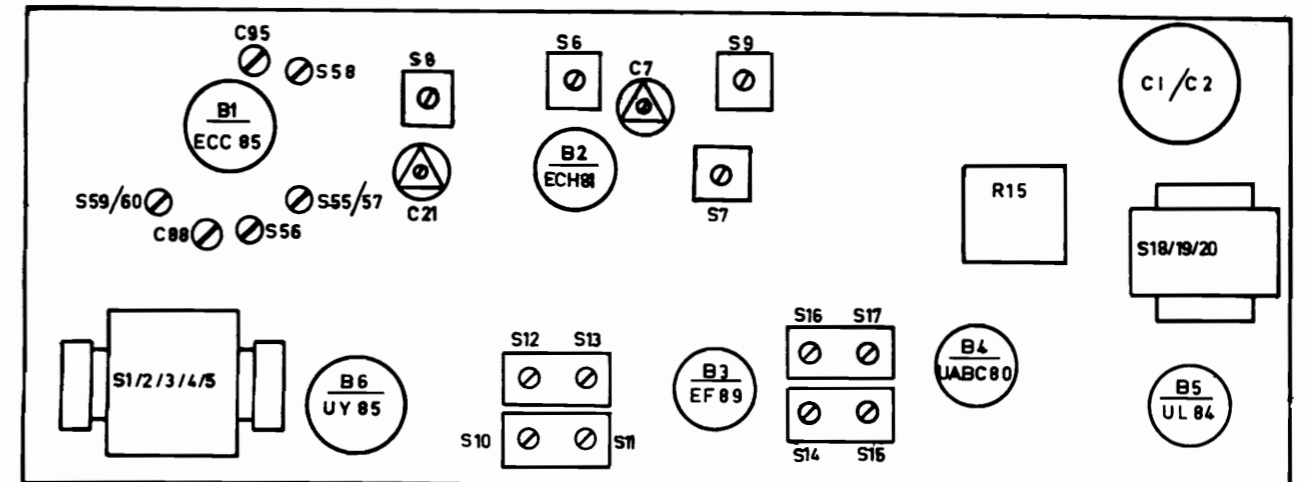 C95
S58
S8
S6
C7
S9
C1/C2
B1
ECC 85
B2
ECH81
R15
S59/60
S55/57
C21
S7
C88
S56
S18/19/20
S12 S13
S16 S17
S1/2/3/4/5
B6
UY 85
B3
EF 89
B4
UABC80
B5
UL 84
S10
S11
S14 S15